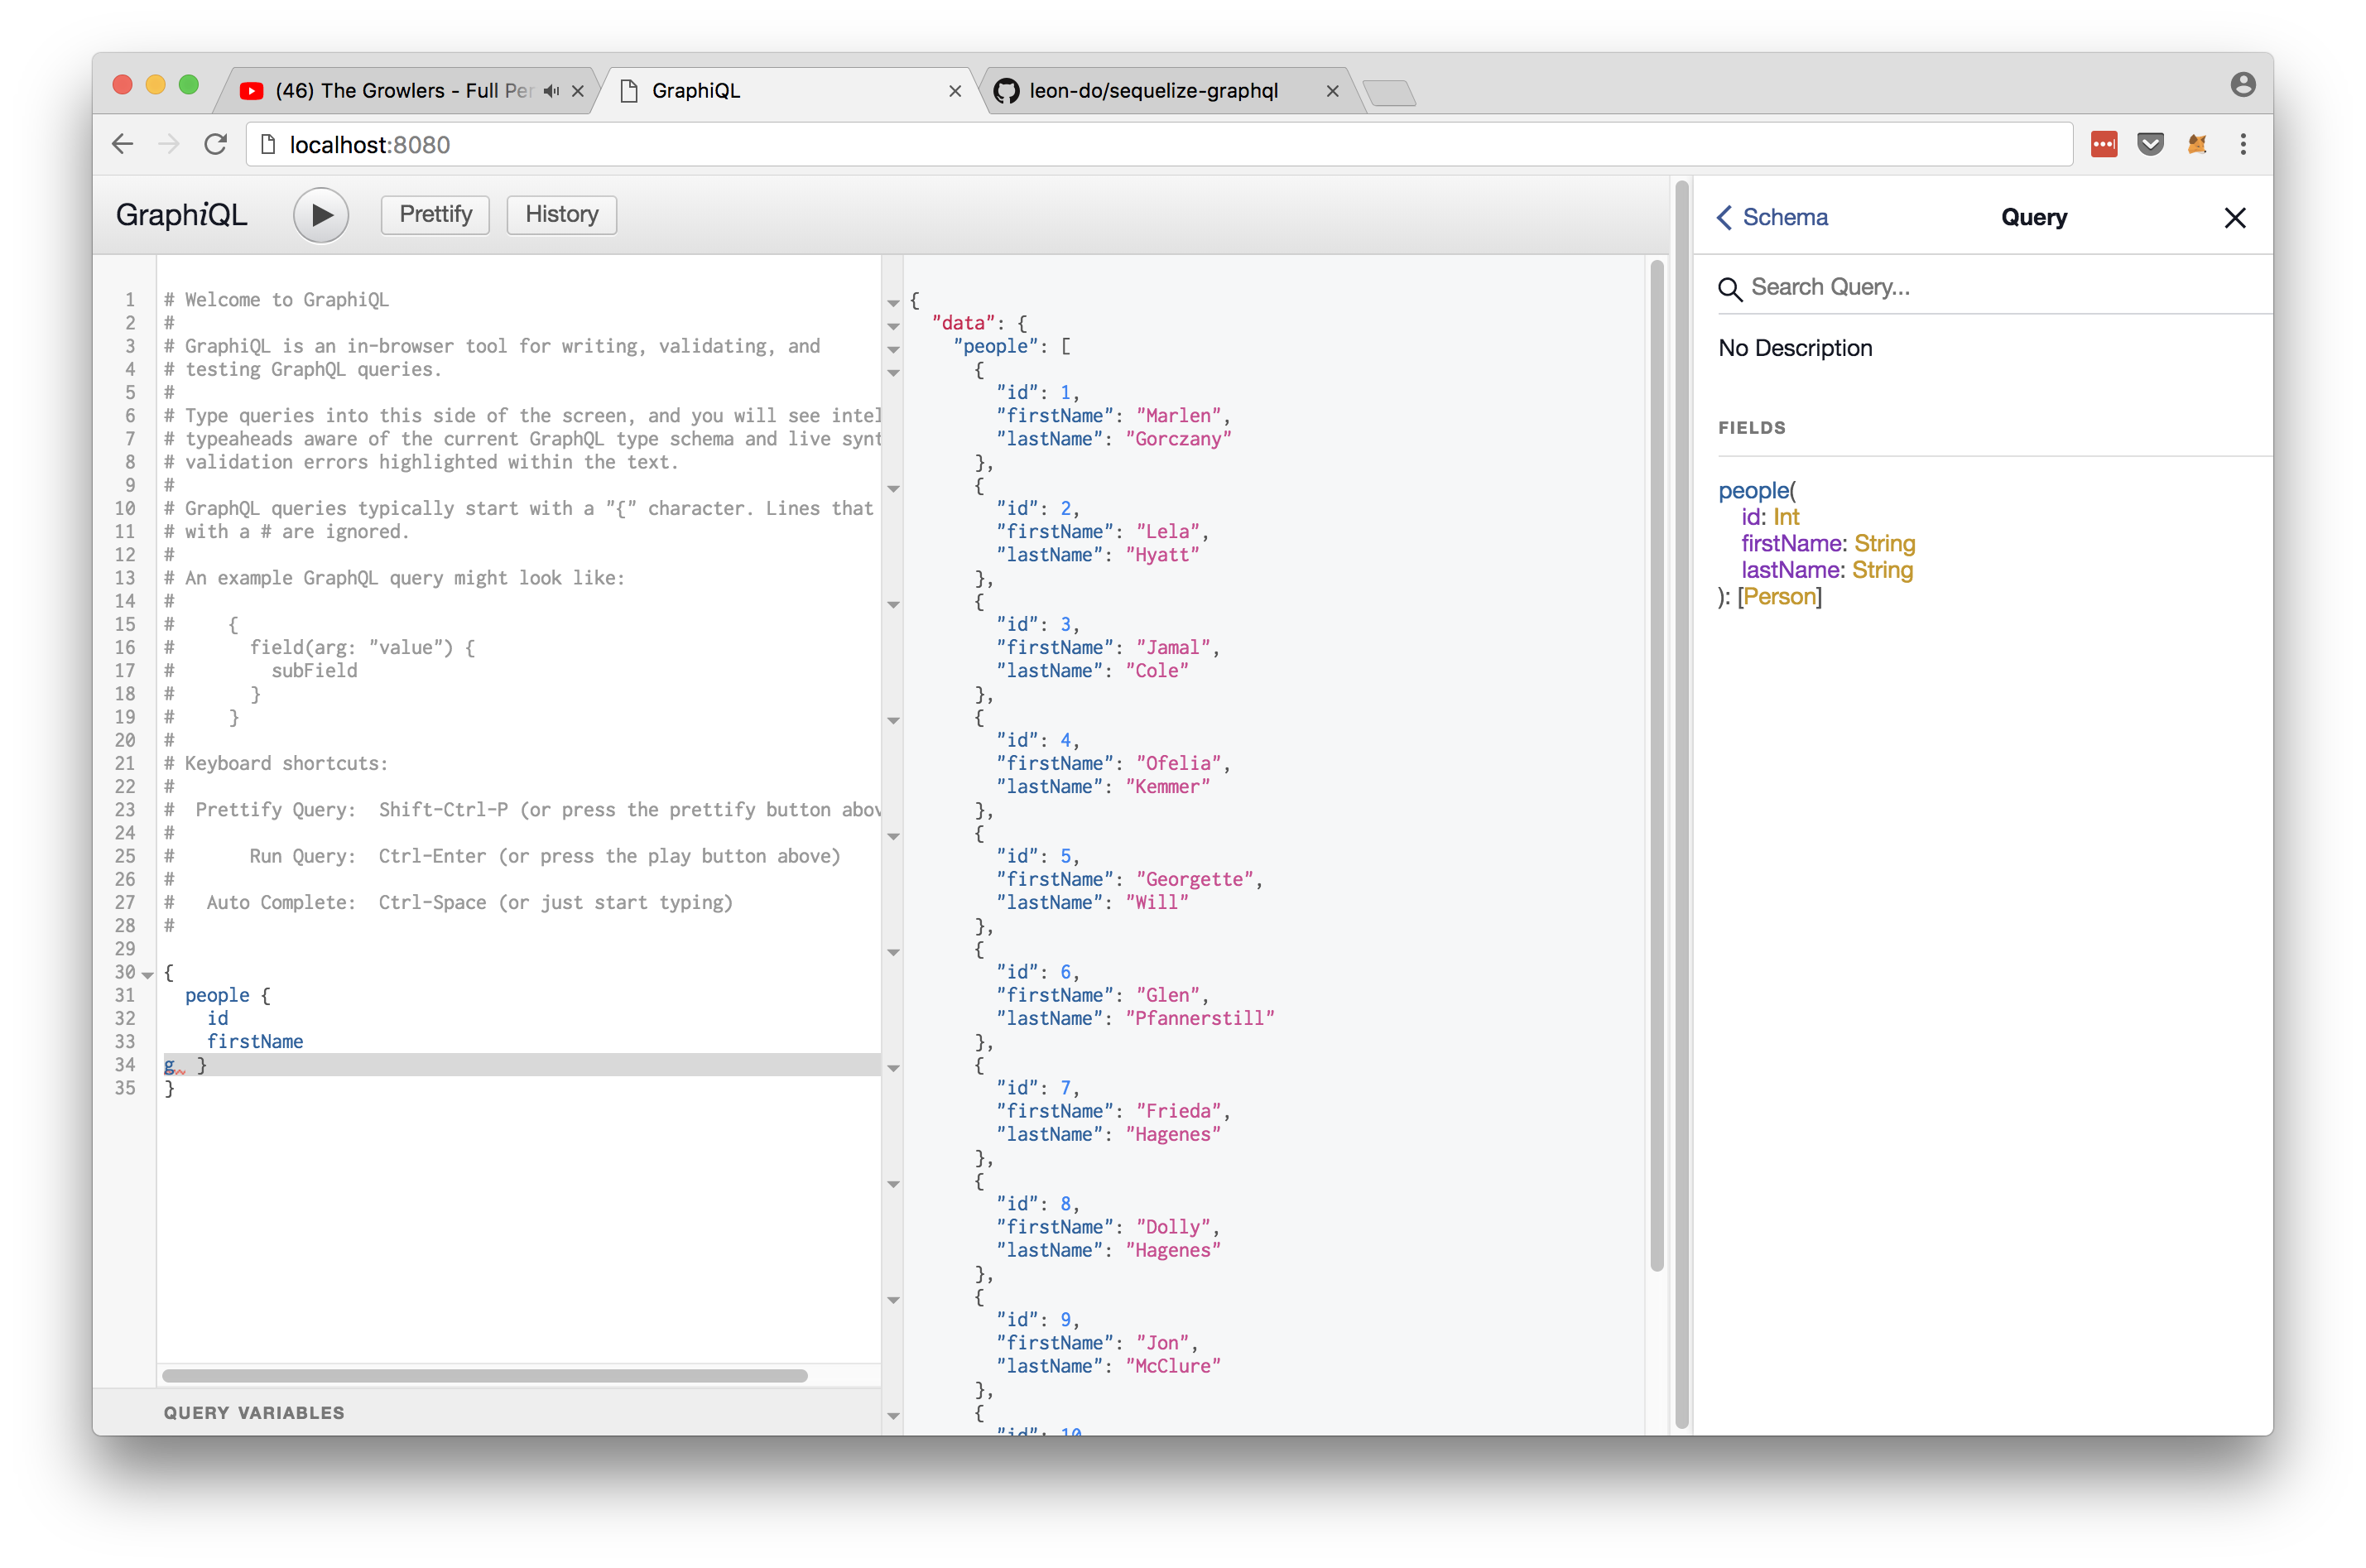 (46) The Growlers - Full Per
GraphiQL
leon-do/sequelize-graphql
localhost:8080
GraphiQL
Prettify
History
1 # Welcome to GraphiQL
2 #
3 # GraphiQL is an in-browser tool for writing, validating, and
4 # testing GraphQL queries.
5 #
6 # Type queries into this side of the screen, and you will see intel
7 # typeaheads aware of the current GraphQL type schema and live synt
8 # validation errors highlighted within the text.
9 #
10 # GraphQL queries typically start with a "{" character. Lines that
11 # with a # are ignored.
12 #
13 # An example GraphQL query might look like:
14 #
15 #     {
16 #       field(arg: "value") {
17 #         subField
18 #       }
19 #     }
20 #
21 # Keyboard shortcuts:
22 #
23 #  Prettify Query:  Shift-Ctrl-P (or press the prettify button abov
24 #
25 #       Run Query:  Ctrl-Enter (or press the play button above)
26 #
27 #   Auto Complete:  Ctrl-Space (or just start typing)
28 #
29
30 {
31   people {
32     id
33     firstName
34 g  }
35 }
QUERY VARIABLES
{
  "data": {
    "people": [
      {
        "id": 1,
        "firstName": "Marlen",
        "lastName": "Gorczany"
      },
      {
        "id": 2,
        "firstName": "Lela",
        "lastName": "Hyatt"
      },
      {
        "id": 3,
        "firstName": "Jamal",
        "lastName": "Cole"
      },
      {
        "id": 4,
        "firstName": "Ofelia",
        "lastName": "Kemmer"
      },
      {
        "id": 5,
        "firstName": "Georgette",
        "lastName": "Will"
      },
      {
        "id": 6,
        "firstName": "Glen",
        "lastName": "Pfannerstill"
      },
      {
        "id": 7,
        "firstName": "Frieda",
        "lastName": "Hagenes"
      },
      {
        "id": 8,
        "firstName": "Dolly",
        "lastName": "Hagenes"
      },
      {
        "id": 9,
        "firstName": "Jon",
        "lastName": "McClure"
      },
      {
        "id": 10
Schema
Query
Search Query...
No Description
FIELDS
people(
id: Int
firstName: String
lastName: String
): [Person]